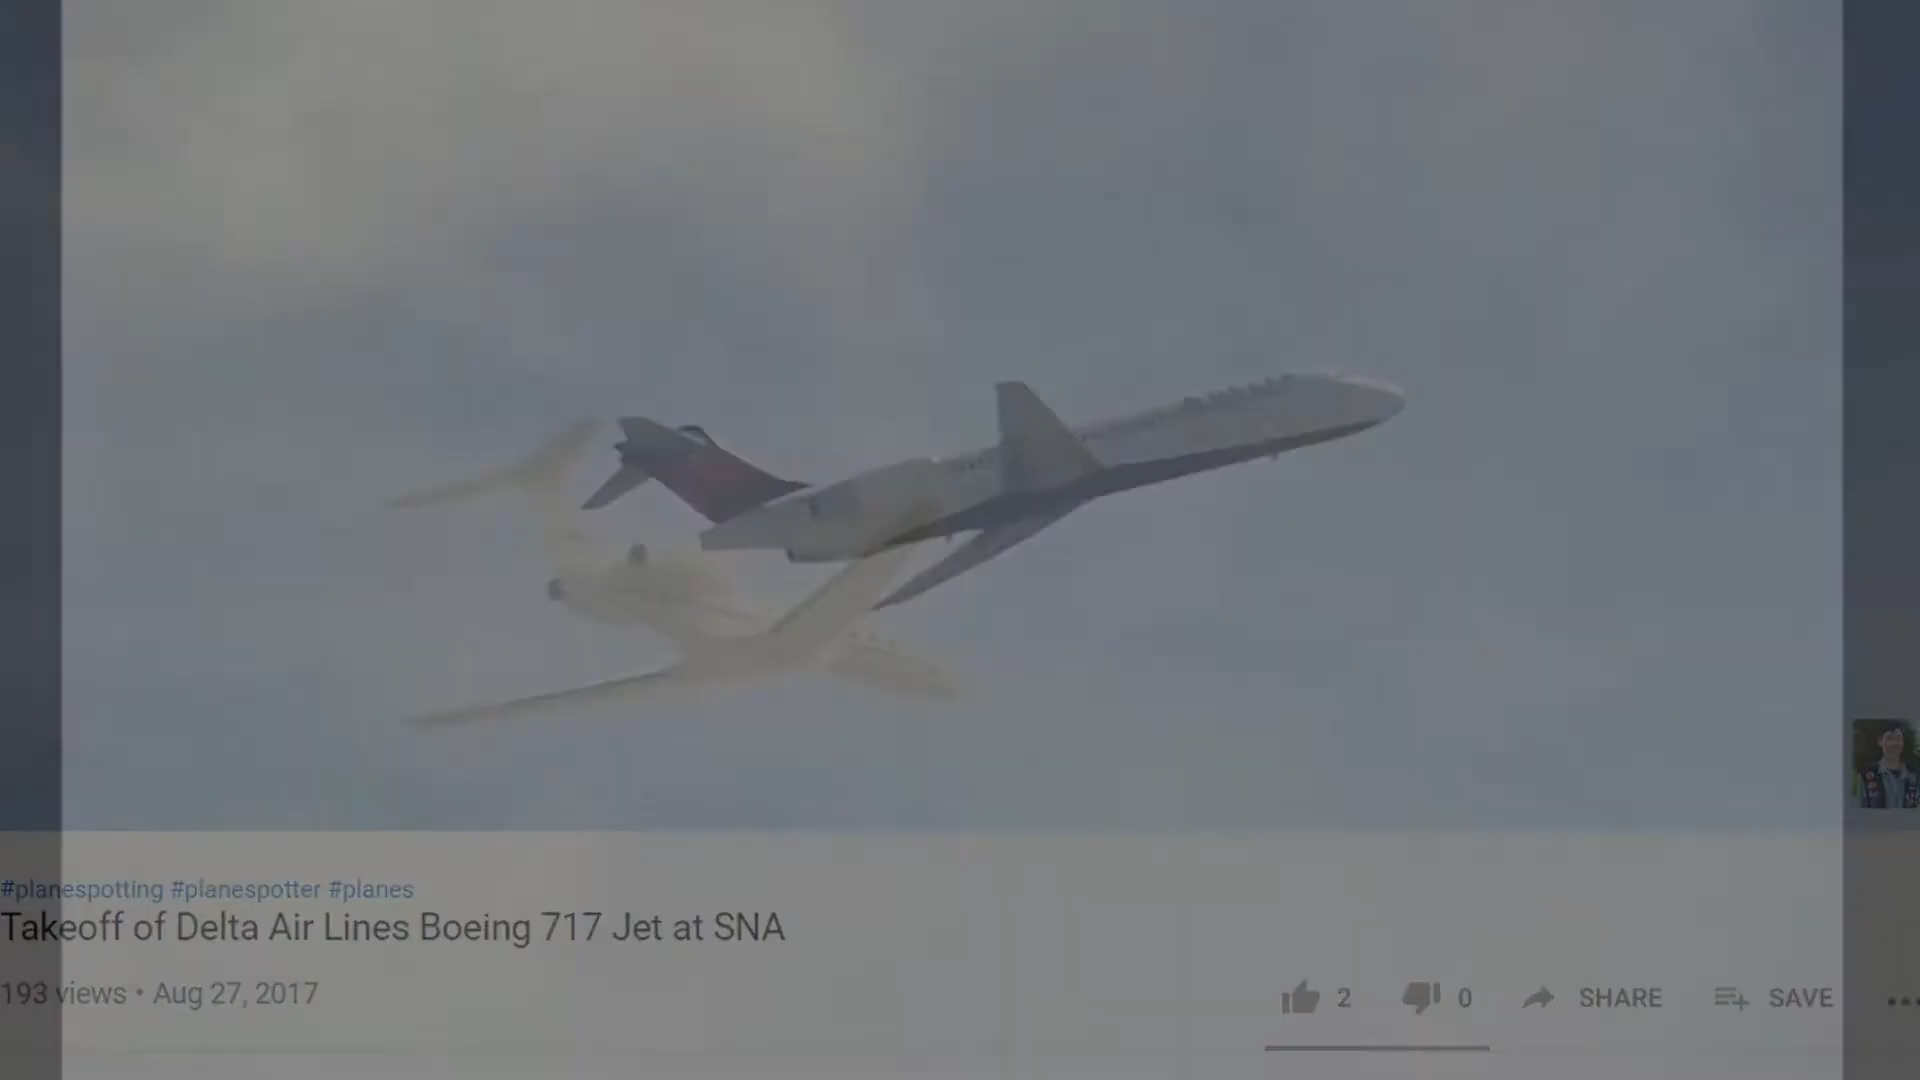 #planespotting #planespotter #planes
Takeoff of Delta Air Lines Boeing 717 Jet at SNA
193 views • Aug 27, 2017
2 0 SHARE SAVE